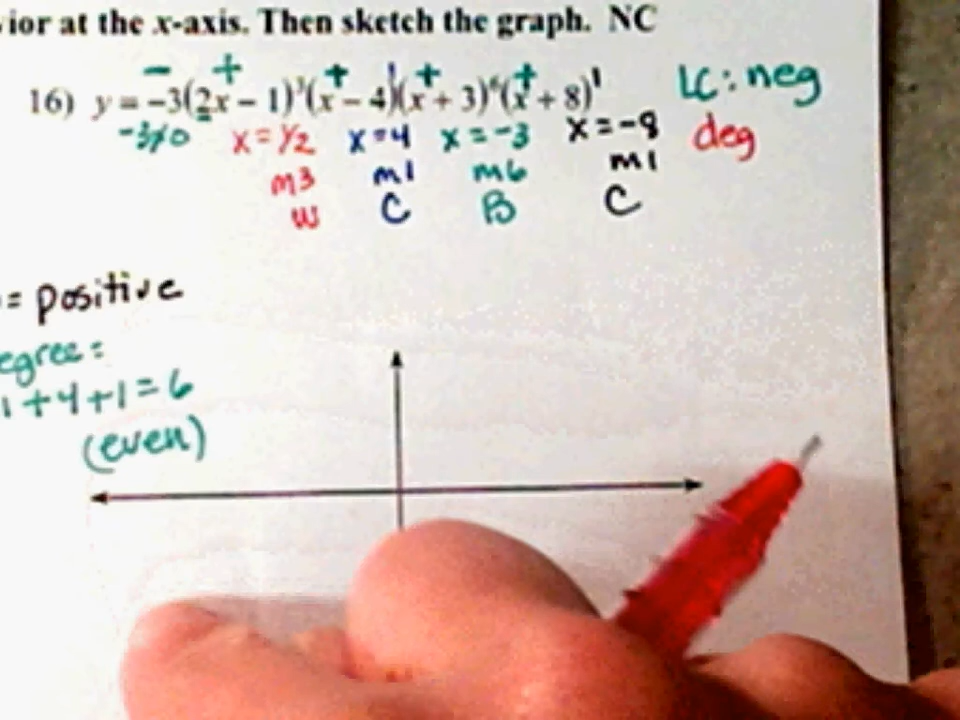 ior at the x-axis. Then sketch the graph. NC
− + + + + LC: neg
16) y = −3(2x − 1)³(x − 4)¹(x + 3)⁶(x + 8)¹
-3≠0 x = 1/2 x = 4 x = -3 x = -8 deg
m3 m1 m6 m1
W C B C
= positive
egree =
1 + 4 + 1 = 6
(even)